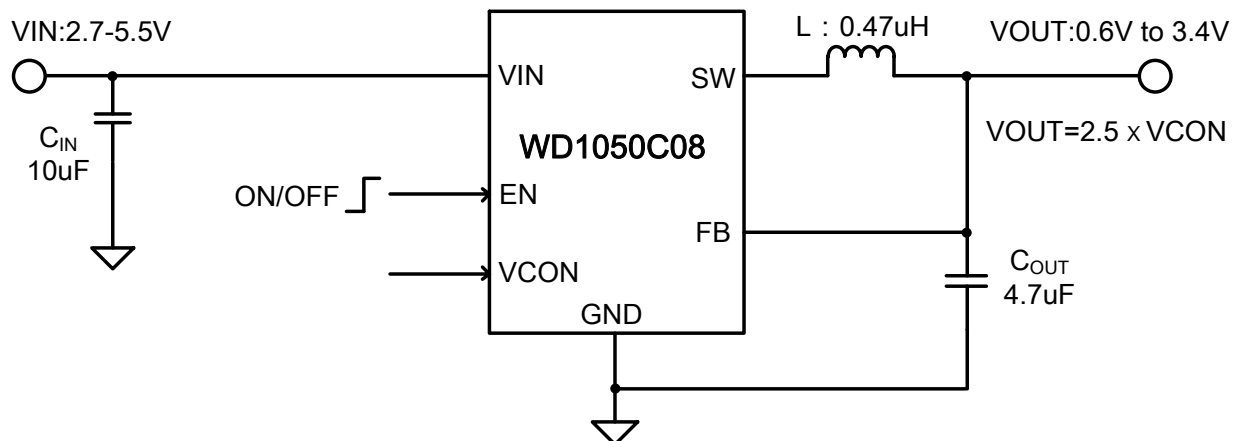 VIN:2.7-5.5V
L : 0.47uH
VOUT:0.6V to 3.4V
VIN
SW
CIN
10uF
WD1050C08
VOUT=2.5 x VCON
ON/OFF
EN
FB
VCON
COUT
4.7uF
GND